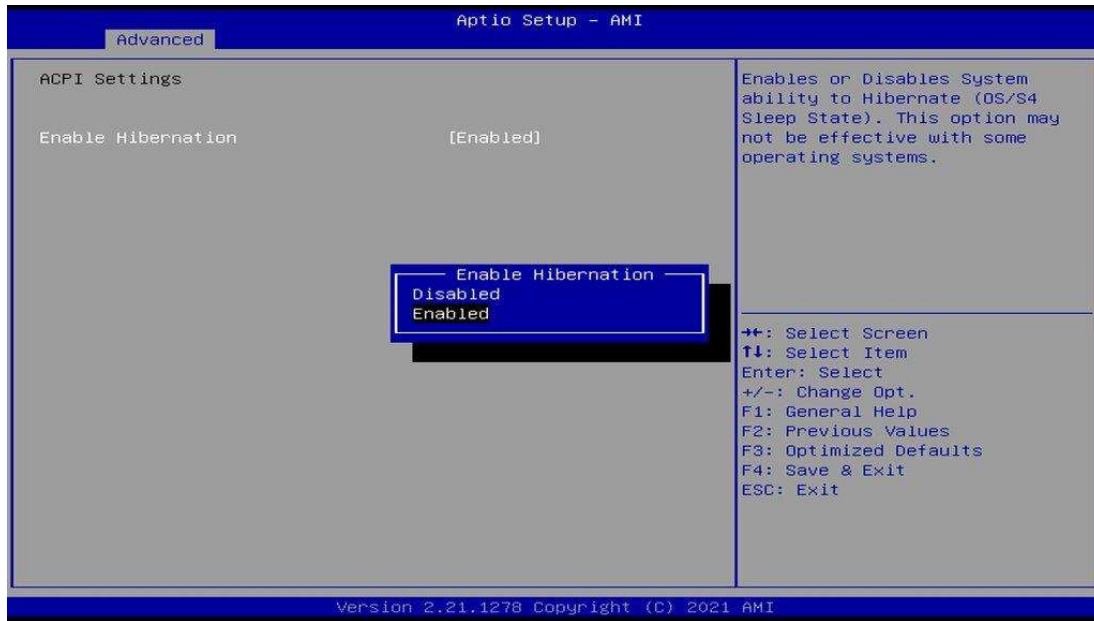 Aptio Setup – AMI
Advanced
ACPI Settings
Enable Hibernation [Enabled]
Enables or Disables System
ability to Hibernate (OS/S4
Sleep State). This option may
not be effective with some
operating systems.
Enable Hibernation
Disabled
Enabled
→←: Select Screen
↑↓: Select Item
Enter: Select
+/-: Change Opt.
F1: General Help
F2: Previous Values
F3: Optimized Defaults
F4: Save & Exit
ESC: Exit
Version 2.21.1278 Copyright (C) 2021 AMI